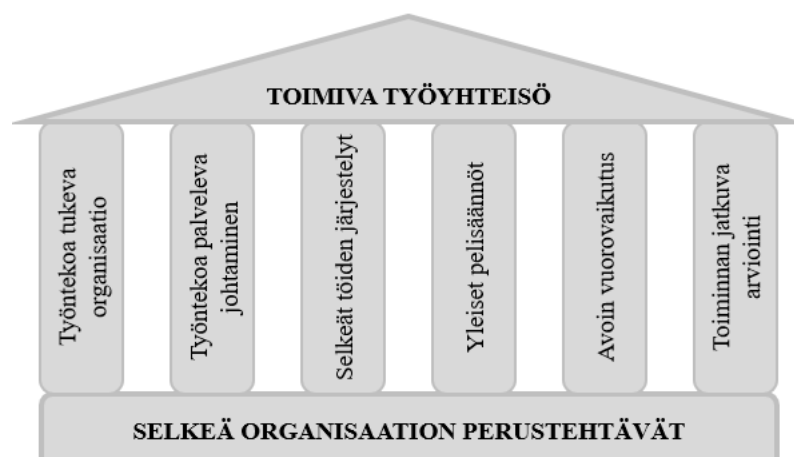 TOIMIVA TYÖYHTEISÖ
Työntekoa tukeva
organisaatio
Työntekoa palveleva
johtaminen
Selkeät töiden järjestelyt
Yleiset pelisäännöt
Avoin vuorovaikutus
Toiminnan jatkuva
arviointi
SELKEÄ ORGANISAATION PERUSTEHTÄVÄT